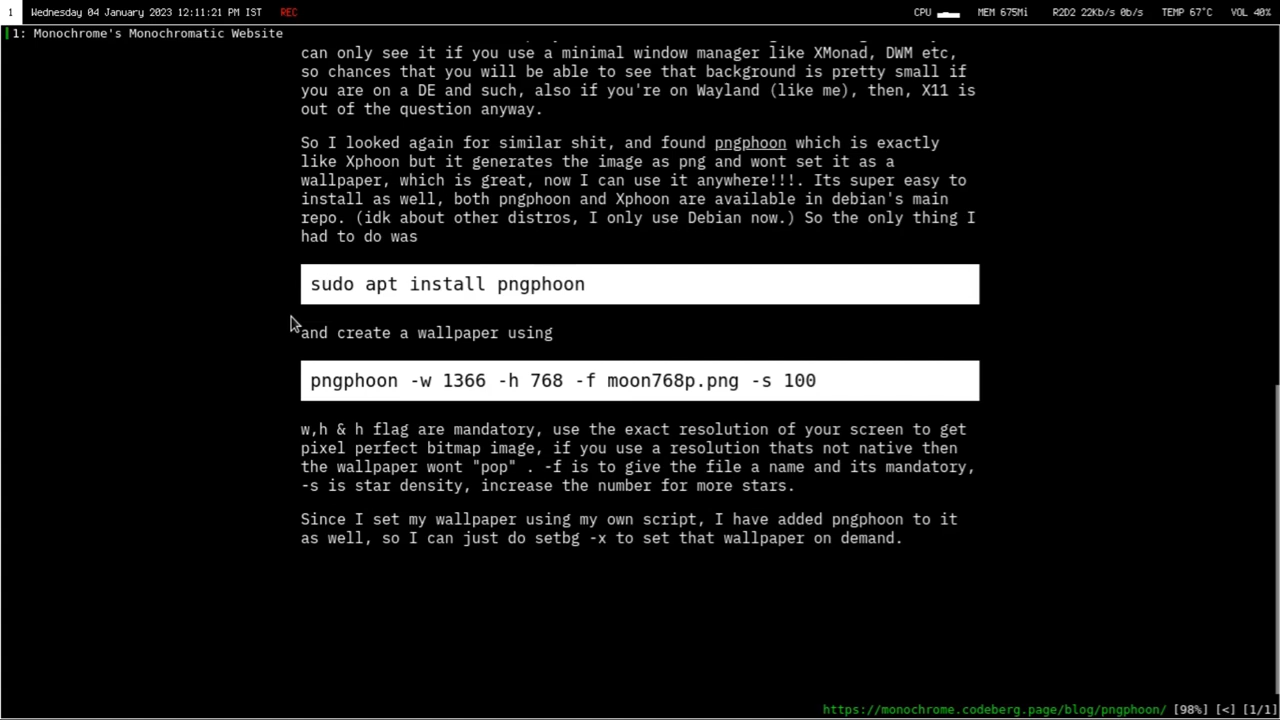 1 Wednesday 04 January 2023 12:11:21 PM IST REC CPU MEM 675Mi R2D2 22Kb/s 0b/s TEMP 67°C VOL 40%
1: Monochrome's Monochromatic Website
can only see it if you use a minimal window manager like XMonad, DWM etc,
so chances that you will be able to see that background is pretty small if
you are on a DE and such, also if you're on Wayland (like me), then, X11 is
out of the question anyway.
So I looked again for similar shit, and found pngphoon which is exactly
like Xphoon but it generates the image as png and wont set it as a
wallpaper, which is great, now I can use it anywhere!!!. Its super easy to
install as well, both pngphoon and Xphoon are available in debian's main
repo. (idk about other distros, I only use Debian now.) So the only thing I
had to do was
sudo apt install pngphoon
and create a wallpaper using
pngphoon -w 1366 -h 768 -f moon768p.png -s 100
w,h & h flag are mandatory, use the exact resolution of your screen to get
pixel perfect bitmap image, if you use a resolution thats not native then
the wallpaper wont "pop" . -f is to give the file a name and its mandatory,
-s is star density, increase the number for more stars.
Since I set my wallpaper using my own script, I have added pngphoon to it
as well, so I can just do setbg -x to set that wallpaper on demand.
https://monochrome.codeberg.page/blog/pngphoon/ [98%] [<] [1/1]